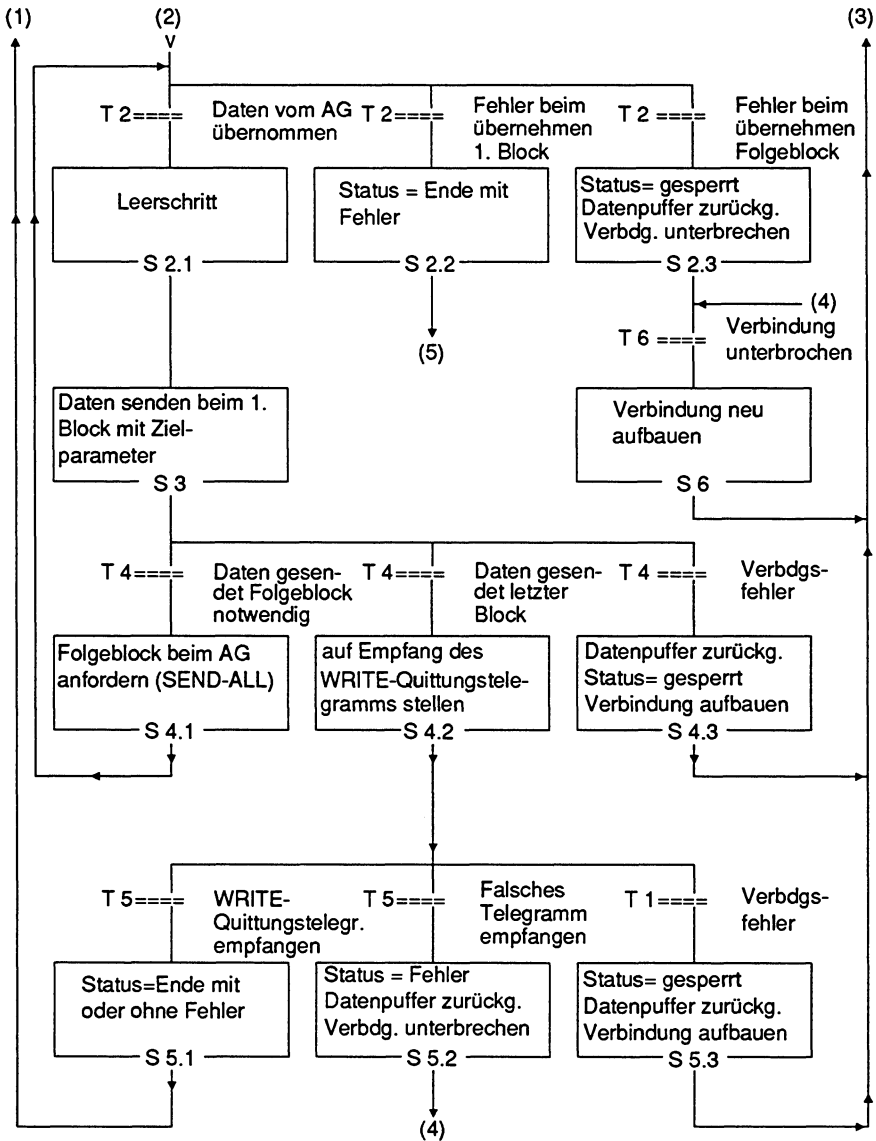 (1)
(2)
(3)
v
T 2====
Daten vom AG
übernommen
T 2====
Fehler beim
übernehmen
1. Block
T 2 ====
Fehler beim
übernehmen
Folgeblock
Leerschritt
S 2.1
Status = Ende mit
Fehler
S 2.2
Status= gesperrt
Datenpuffer zurückg.
Verbdg. unterbrechen
S 2.3
(4)
(5)
T 6 ====
Verbindung
unterbrochen
Daten senden beim 1.
Block mit Ziel-
parameter
S 3
Verbindung neu
aufbauen
S 6
T 4====
Daten gesen-
det Folgeblock
notwendig
T 4====
Daten gesen-
det letzter
Block
T 4 ====
Verbdgs-
fehler
Folgeblock beim AG
anfordern (SEND-ALL)
S 4.1
auf Empfang des
WRITE-Quittungstele-
gramms stellen
S 4.2
Datenpuffer zurückg.
Status= gesperrt
Verbindung aufbauen
S 4.3
T 5====
WRITE-
Quittungstelegr.
empfangen
T 5====
Falsches
Telegramm
empfangen
T 1====
Verbdgs-
fehler
Status=Ende mit
oder ohne Fehler
S 5.1
Status = Fehler
Datenpuffer zurückg.
Verbdg. unterbrechen
S 5.2
Status= gesperrt
Datenpuffer zurückg.
Verbindung aufbauen
S 5.3
(4)